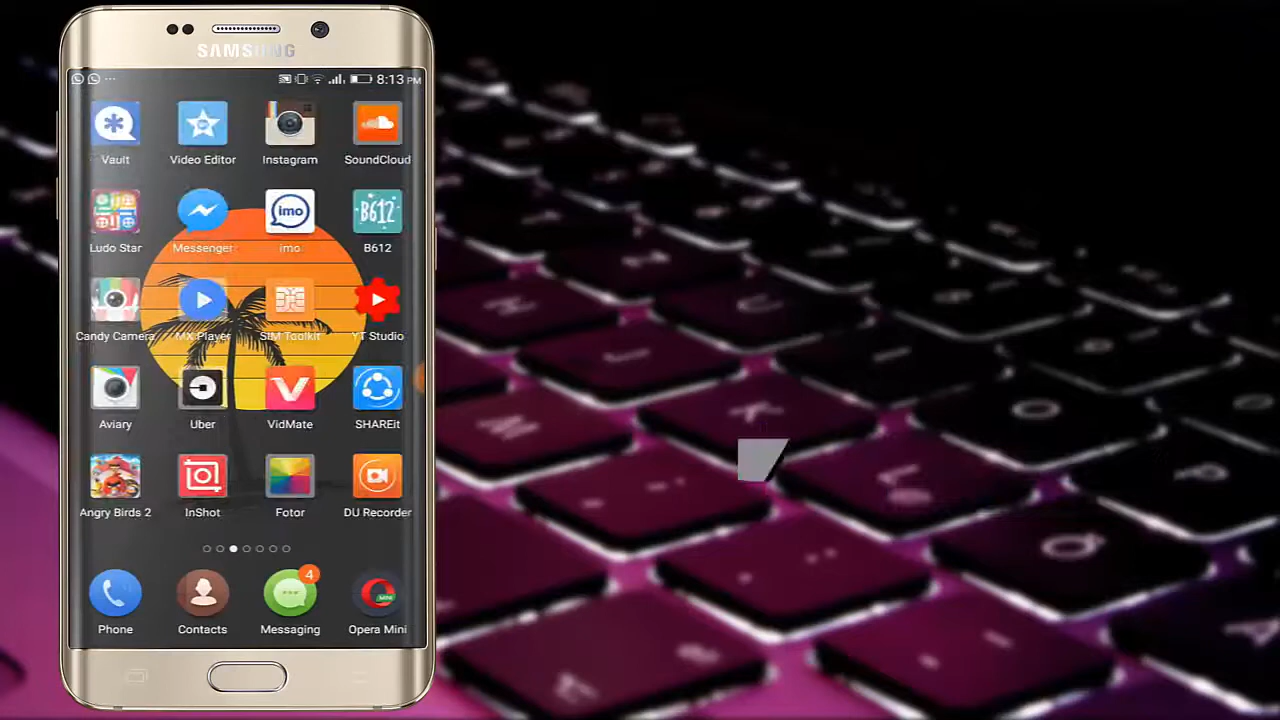 SAMSUNG
8:13 PM
Vault
Video Editor
Instagram
SoundCloud
Ludo Star
Messenger
imo
imo
B612
B612
Candy Camera
MX Player
SIM Toolkit
YT Studio
Aviary
Uber
VidMate
SHAREit
Angry Birds 2
InShot
Fotor
DU Recorder
4
Phone
Contacts
Messaging
MINI
Opera Mini